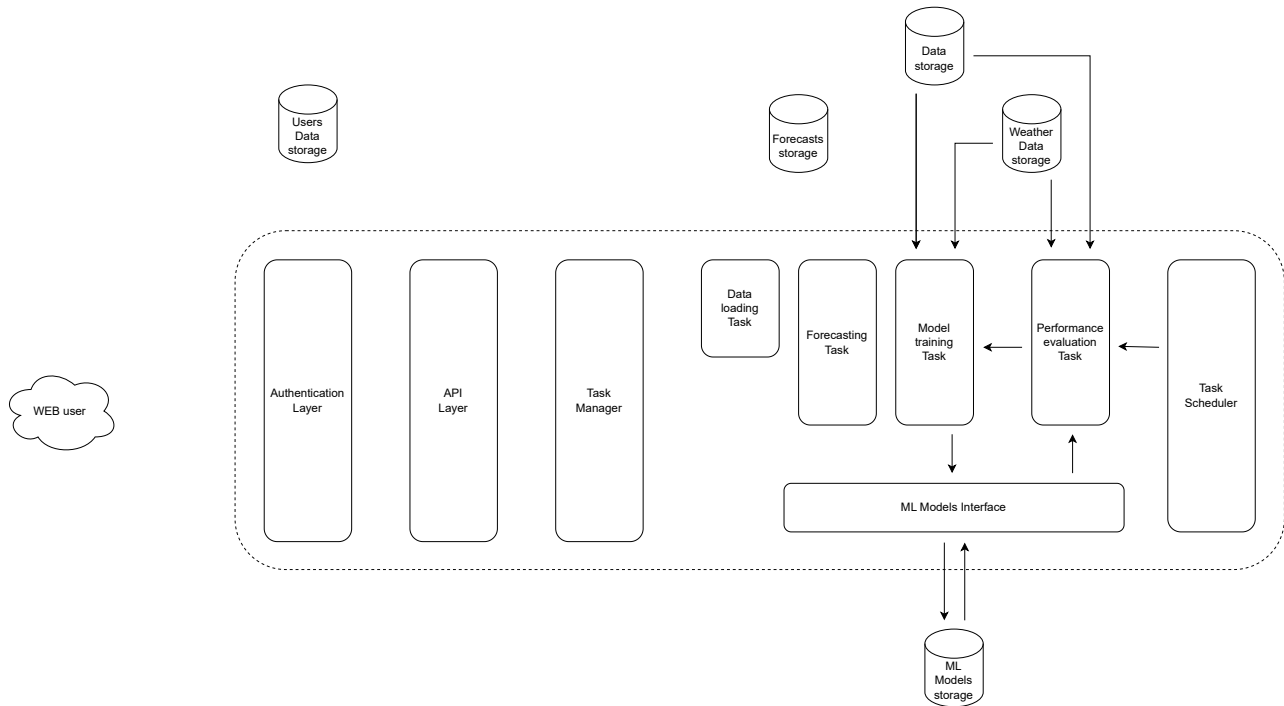 Data
storage
Users
Data
storage
Forecasts
storage
Weather
Data
storage
Data
loading
Task
Forecasting
Task
Model
training
Task
Performance
evaluation
Task
WEB user
Authentication
Layer
API
Layer
Task
Manager
Task
Scheduler
ML Models Interface
ML
Models
storage